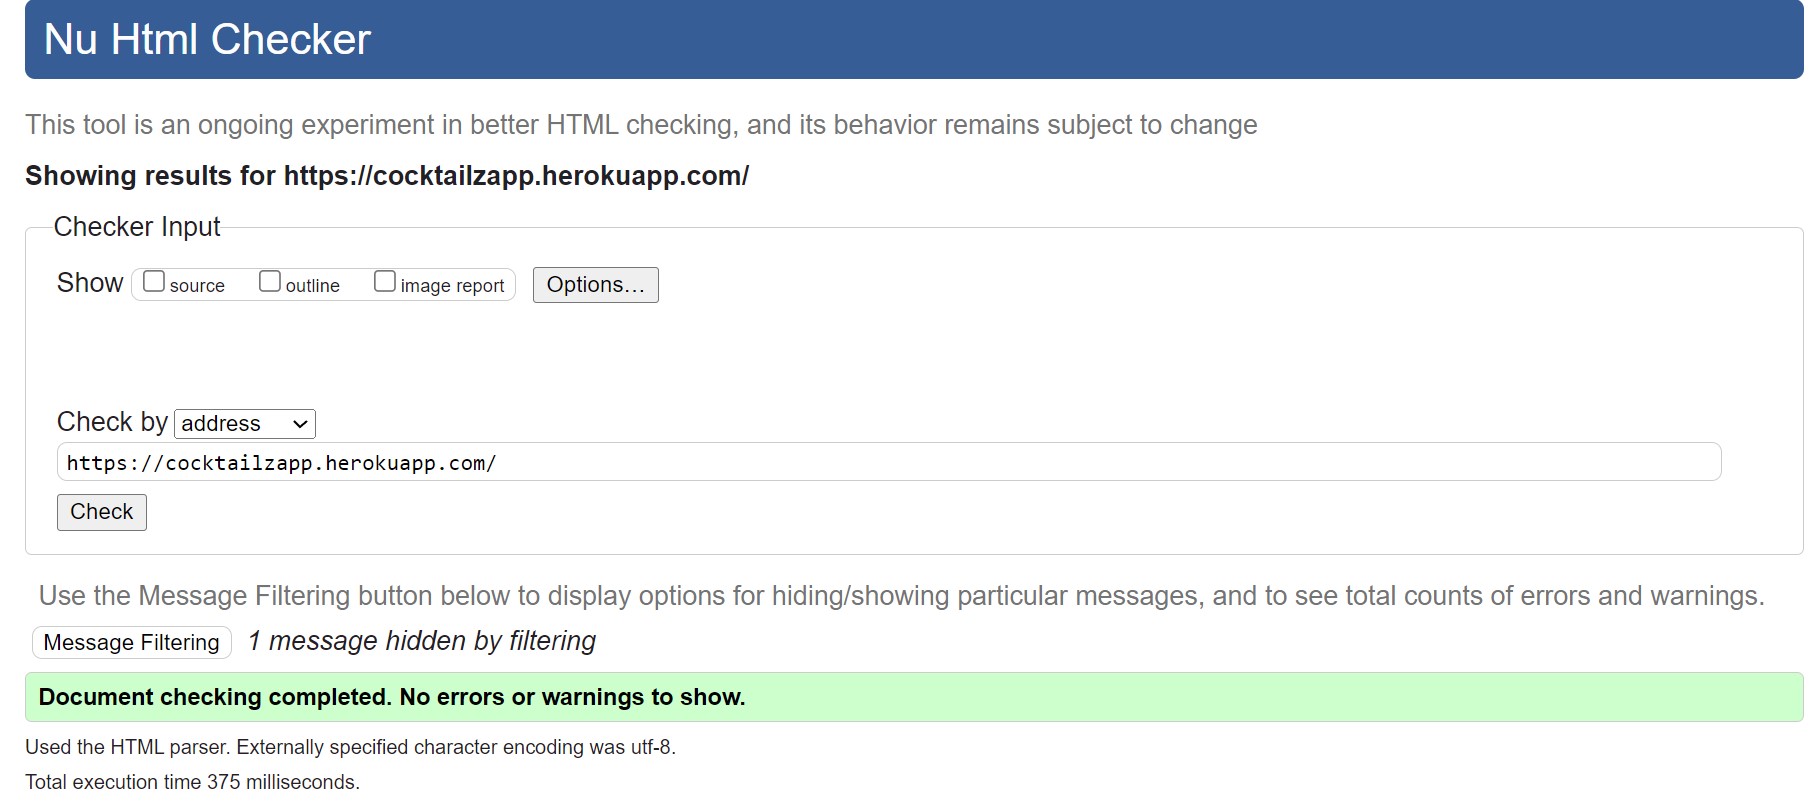 Nu Html Checker
This tool is an ongoing experiment in better HTML checking, and its behavior remains subject to change
Showing results for https://cocktailzapp.herokuapp.com/
Checker Input
Show source outline image report Options…
Check by address
https://cocktailzapp.herokuapp.com/
Check
Use the Message Filtering button below to display options for hiding/showing particular messages, and to see total counts of errors and warnings.
Message Filtering 1 message hidden by filtering
Document checking completed. No errors or warnings to show.
Used the HTML parser. Externally specified character encoding was utf-8.
Total execution time 375 milliseconds.